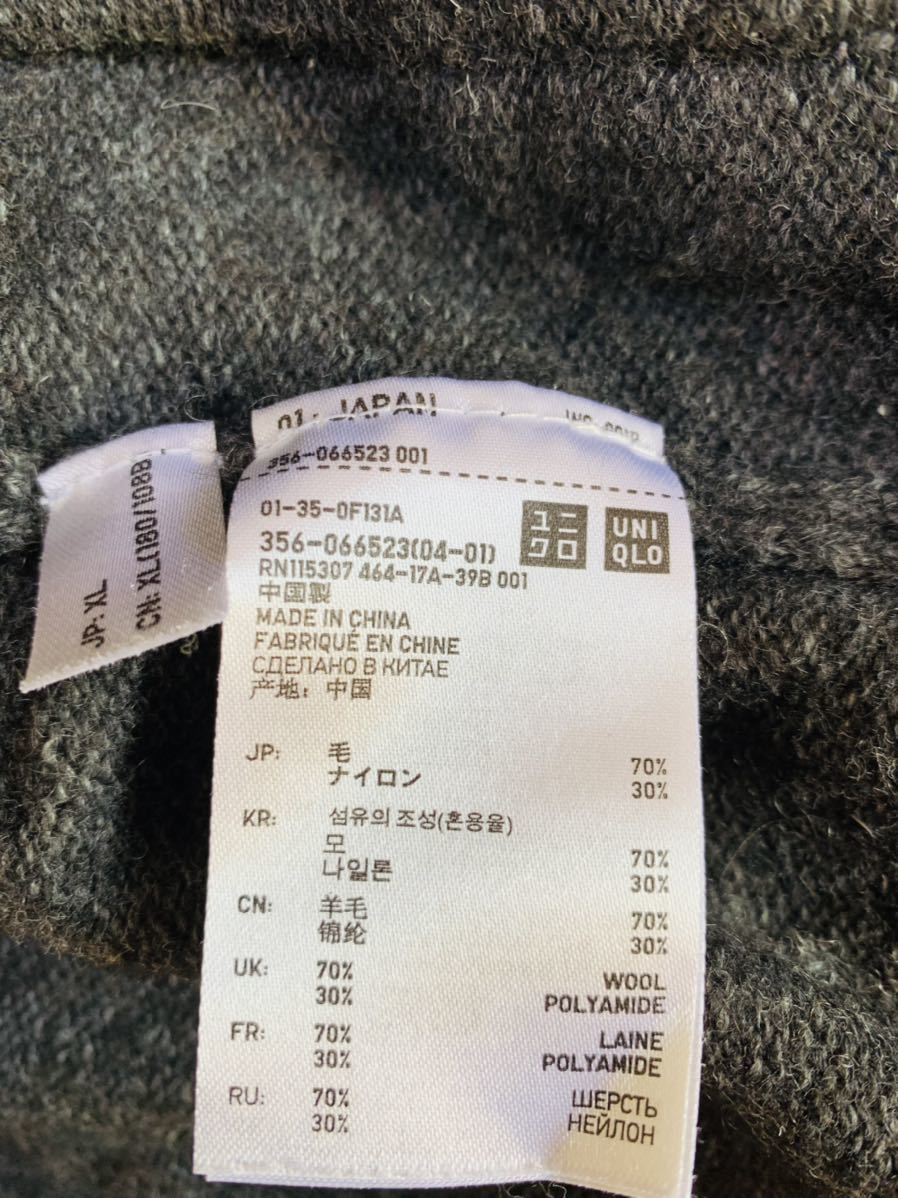 JP: XL
CN: XL(180/108B
01: JAPAN
356-066523 001
01-35-0F131A
ユニクロ
UNIQLO
356-066523(04-01)
RN115307 464-17A-39B 001
中国製
MADE IN CHINA
FABRIQUÉ EN CHINE
СДЕЛАНО В КИТАЕ
产地：中国
JP: 毛 70%
ナイロン 30%
KR: 섬유의 조성(혼용율)
모 70%
나일론 30%
CN: 羊毛 70%
锦纶 30%
UK: 70% WOOL
30% POLYAMIDE
FR: 70% LAINE
30% POLYAMIDE
RU: 70% ШЕРСТЬ
30% НЕЙЛОН